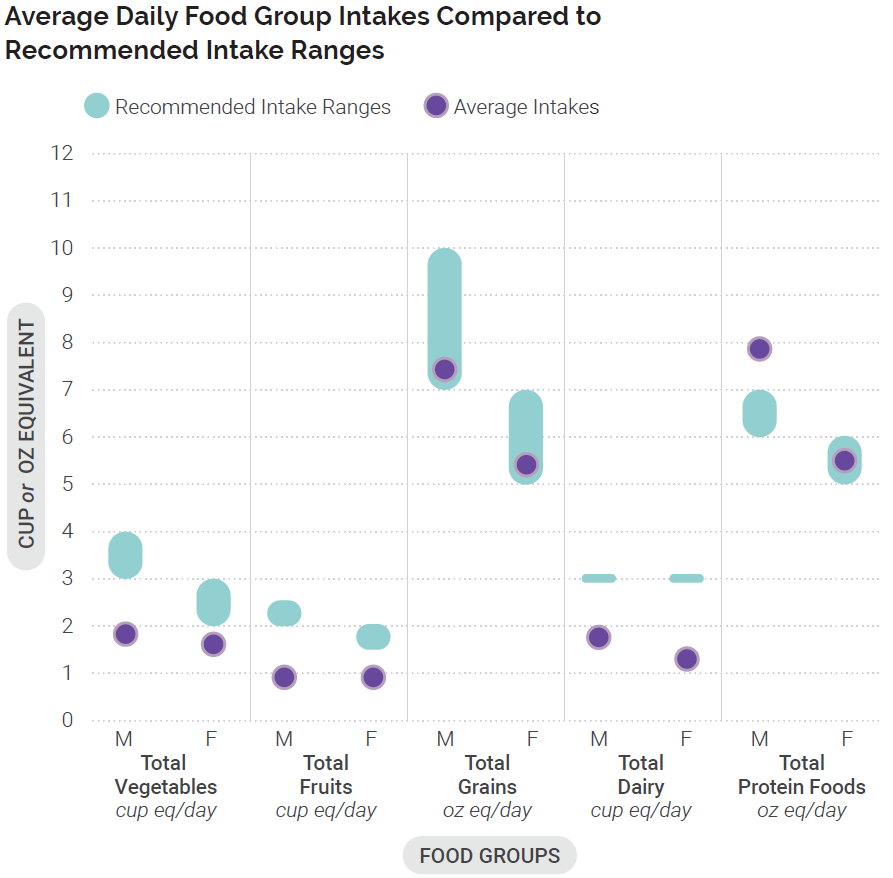 Average Daily Food Group Intakes Compared to
Recommended Intake Ranges
Recommended Intake Ranges Average Intakes
12
11
10
9
8
7
6
5
4
3
2
1
0
CUP or OZ EQUIVALENT
M F M F M F M F M F
Total Total Total Total Total
Vegetables Fruits Grains Dairy Protein Foods
cup eq/day cup eq/day oz eq/day cup eq/day oz eq/day
FOOD GROUPS